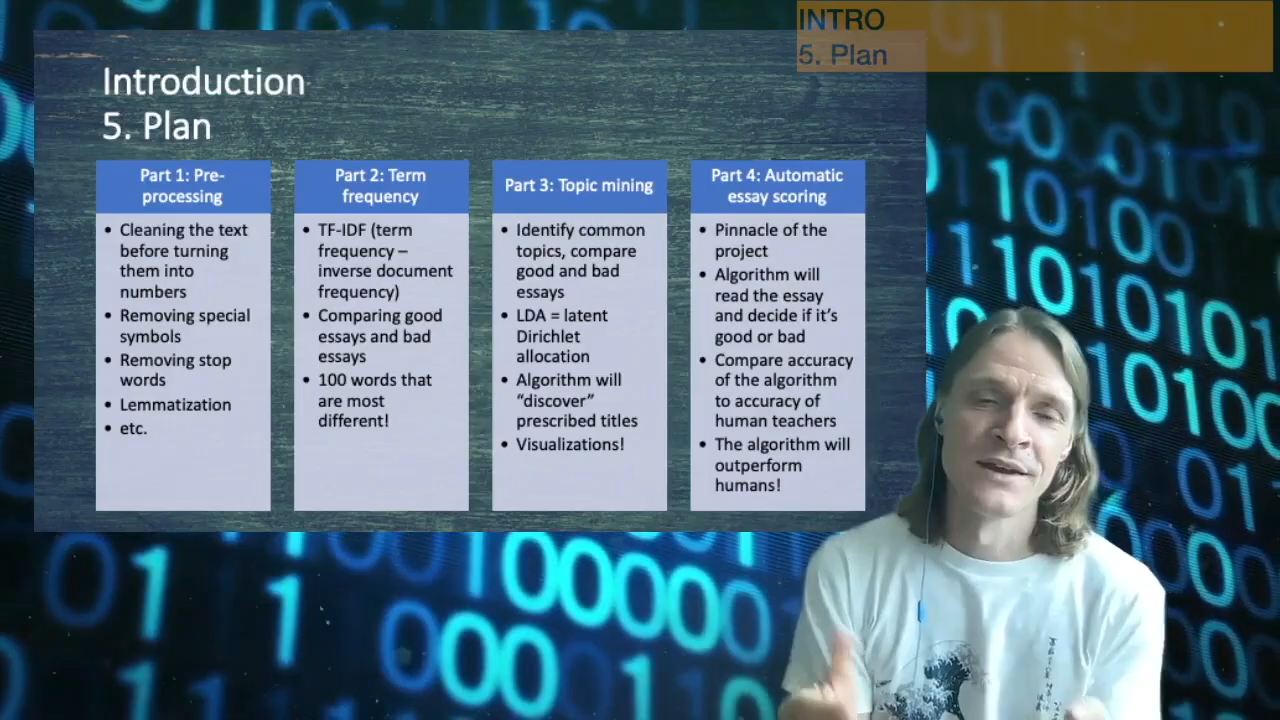 INTRO
5. Plan
Introduction
5. Plan
Part 1: Pre-
processing
• Cleaning the text
before turning
them into
numbers
• Removing special
symbols
• Removing stop
words
• Lemmatization
• etc.
Part 2: Term
frequency
• TF-IDF (term
frequency –
inverse document
frequency)
• Comparing good
essays and bad
essays
• 100 words that
are most
different!
Part 3: Topic mining
• Identify common
topics, compare
good and bad
essays
• LDA = latent
Dirichlet
allocation
• Algorithm will
“discover”
prescribed titles
• Visualizations!
Part 4: Automatic
essay scoring
• Pinnacle of the
project
• Algorithm will
read the essay
and decide if it’s
good or bad
• Compare accuracy
of the algorithm
to accuracy of
human teachers
• The algorithm will
outperform
humans!